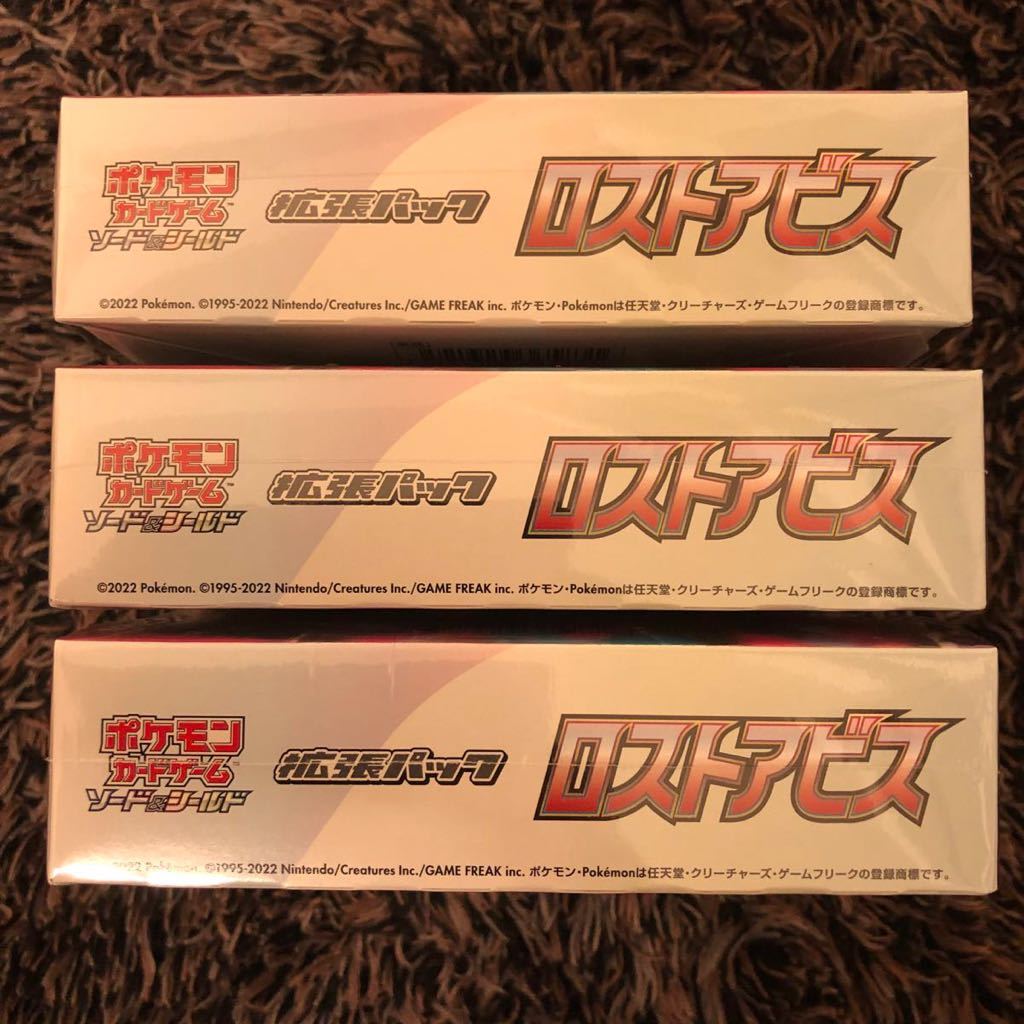 ポケモン
カードゲーム™
ソード&シールド
拡張パック
ロストアビス
©2022 Pokémon. ©1995-2022 Nintendo/Creatures Inc./GAME FREAK inc. ポケモン・Pokémonは任天堂・クリーチャーズ・ゲームフリークの登録商標です。
ポケモン
カードゲーム™
ソード&シールド
拡張パック
ロストアビス
©2022 Pokémon. ©1995-2022 Nintendo/Creatures Inc./GAME FREAK inc. ポケモン・Pokémonは任天堂・クリーチャーズ・ゲームフリークの登録商標です。
ポケモン
カードゲーム™
ソード&シールド
拡張パック
ロストアビス
2022 Pokémon. ©1995-2022 Nintendo/Creatures Inc./GAME FREAK inc. ポケモン・Pokémonは任天堂・クリーチャーズ・ゲームフリークの登録商標です。